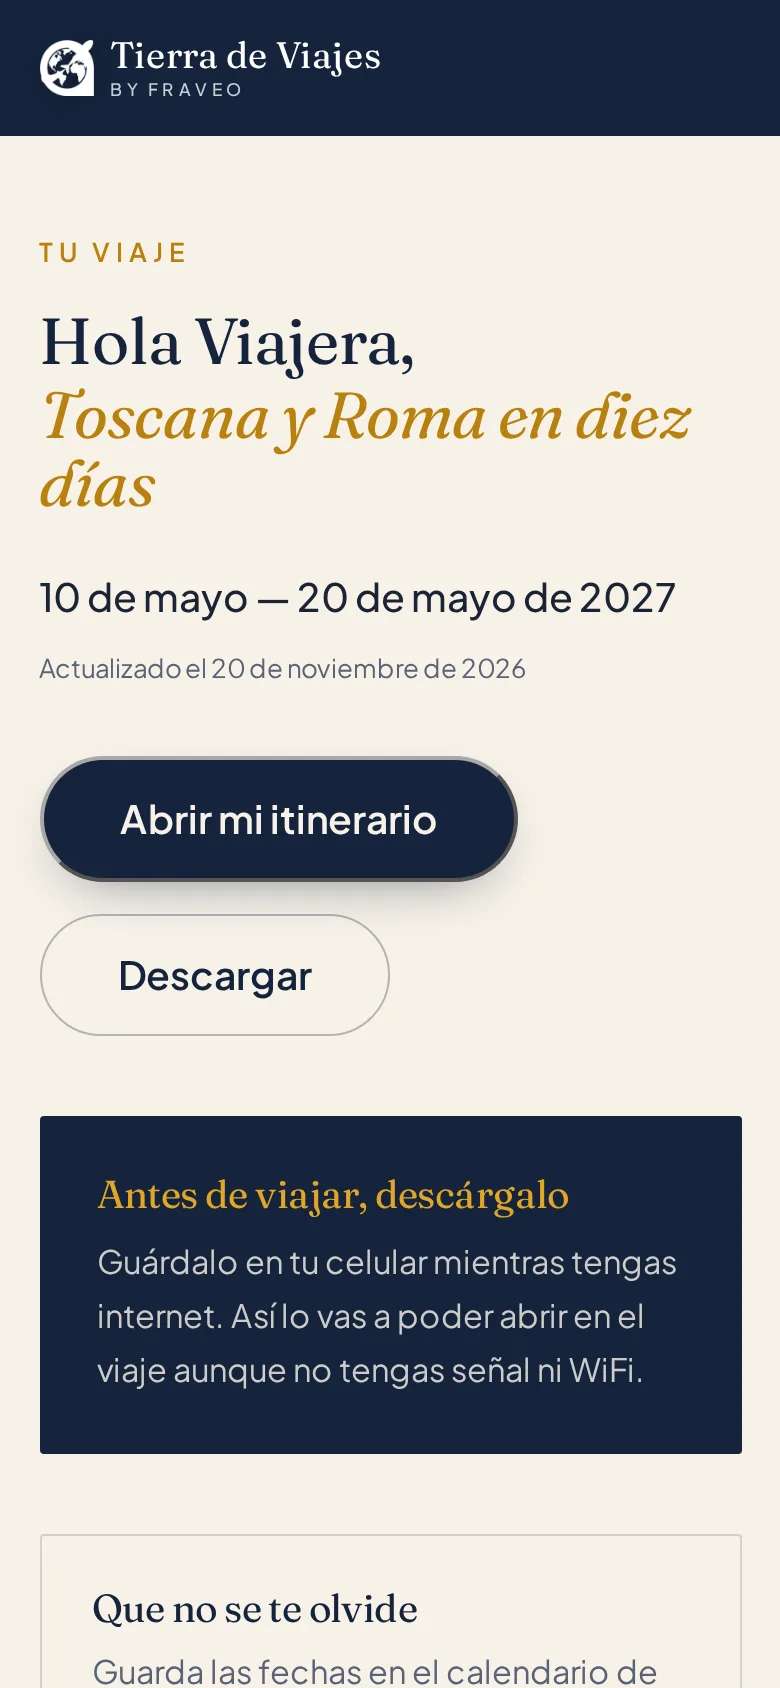 Tierra de Viajes
BY FRAVEO
TU VIAJE
Hola Viajera,
Toscana y Roma en diez
días
10 de mayo — 20 de mayo de 2027
Actualizado el 20 de noviembre de 2026
Abrir mi itinerario
Descargar
Antes de viajar, descárgalo
Guárdalo en tu celular mientras tengas
internet. Así lo vas a poder abrir en el
viaje aunque no tengas señal ni WiFi.
Que no se te olvide
Guarda las fechas en el calendario de